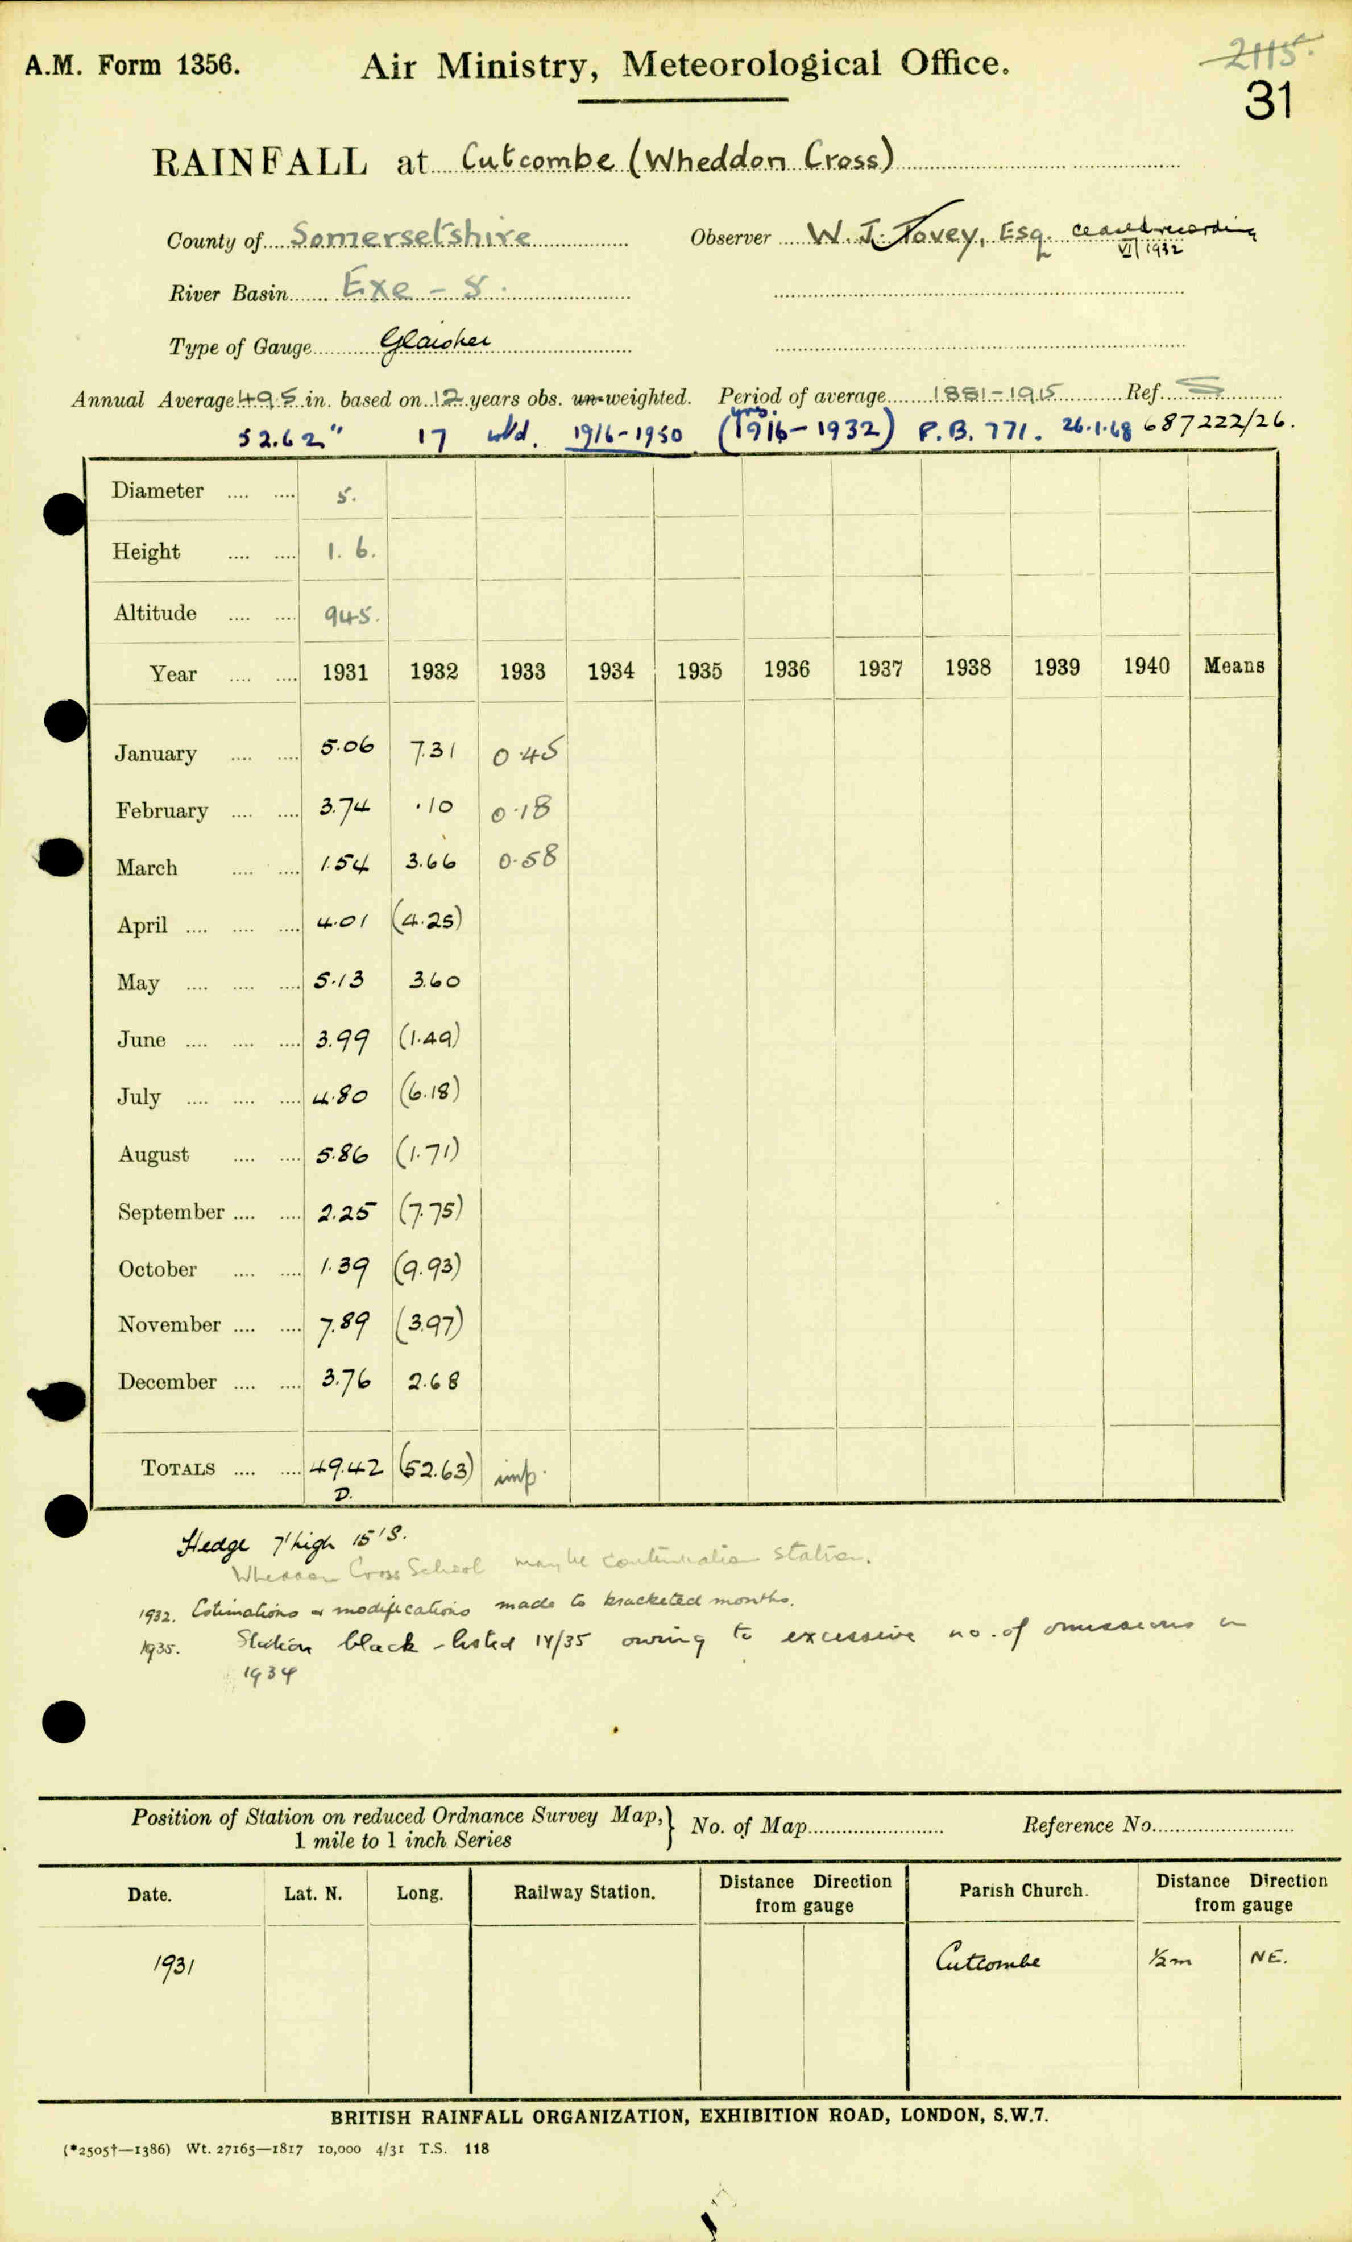 A.M. Form 1356.
Air Ministry, Meteorological Office.
2115.
31
RAINFALL at Cutcombe (Wheddon Cross)
County of Somersetshire Observer W. J. Tovey, Esq. ceased recording
VII/1932
River Basin Exe - 5.
Type of Gauge Glaisher
Annual Average 49.5 in. based on 12 years obs. un-weighted. Period of average 1881-1915 Ref. S
52.62" 17 wtd. 1916-1950 (yrs. 1916-1932) P.B. 771. 26.1.68 687222/26.
Diameter .... .... 5.
Height .... .... 1. 6.
Altitude .... .... 945.
Year .... .... 1931 1932 1933 1934 1935 1936 1937 1938 1939 1940 Means
January .... .... 5.06 7.31 0.45
February .... .... 3.74 .10 0.18
March .... .... 1.54 3.66 0.58
April .... .... .... 4.01 (4.25)
May .... .... .... 5.13 3.60
June .... .... .... 3.99 (1.49)
July .... .... .... 4.80 (6.18)
August .... .... 5.86 (1.71)
September .... .... 2.25 (7.75)
October .... .... 1.39 (9.93)
November .... .... 7.89 (3.97)
December .... .... 3.76 2.68
TOTALS .... .... 49.42 (52.63) imp.
D.
Hedge 7' high 15' S.
Wheddon Cross School may be continuation station.
1932. Estimations & modifications made to bracketed months.
1935. Station black-listed 14/35 owing to excessive no. of omissions in
1934
Position of Station on reduced Ordnance Survey Map, } No. of Map Reference No.
1 mile to 1 inch Series
Date. Lat. N. Long. Railway Station. Distance Direction from gauge Parish Church. Distance Direction from gauge
1931 Cutcombe ½m NE.
BRITISH RAINFALL ORGANIZATION, EXHIBITION ROAD, LONDON, S.W.7.
(*2505†—1386) Wt. 27165—1817 10,000 4/31 T.S. 118